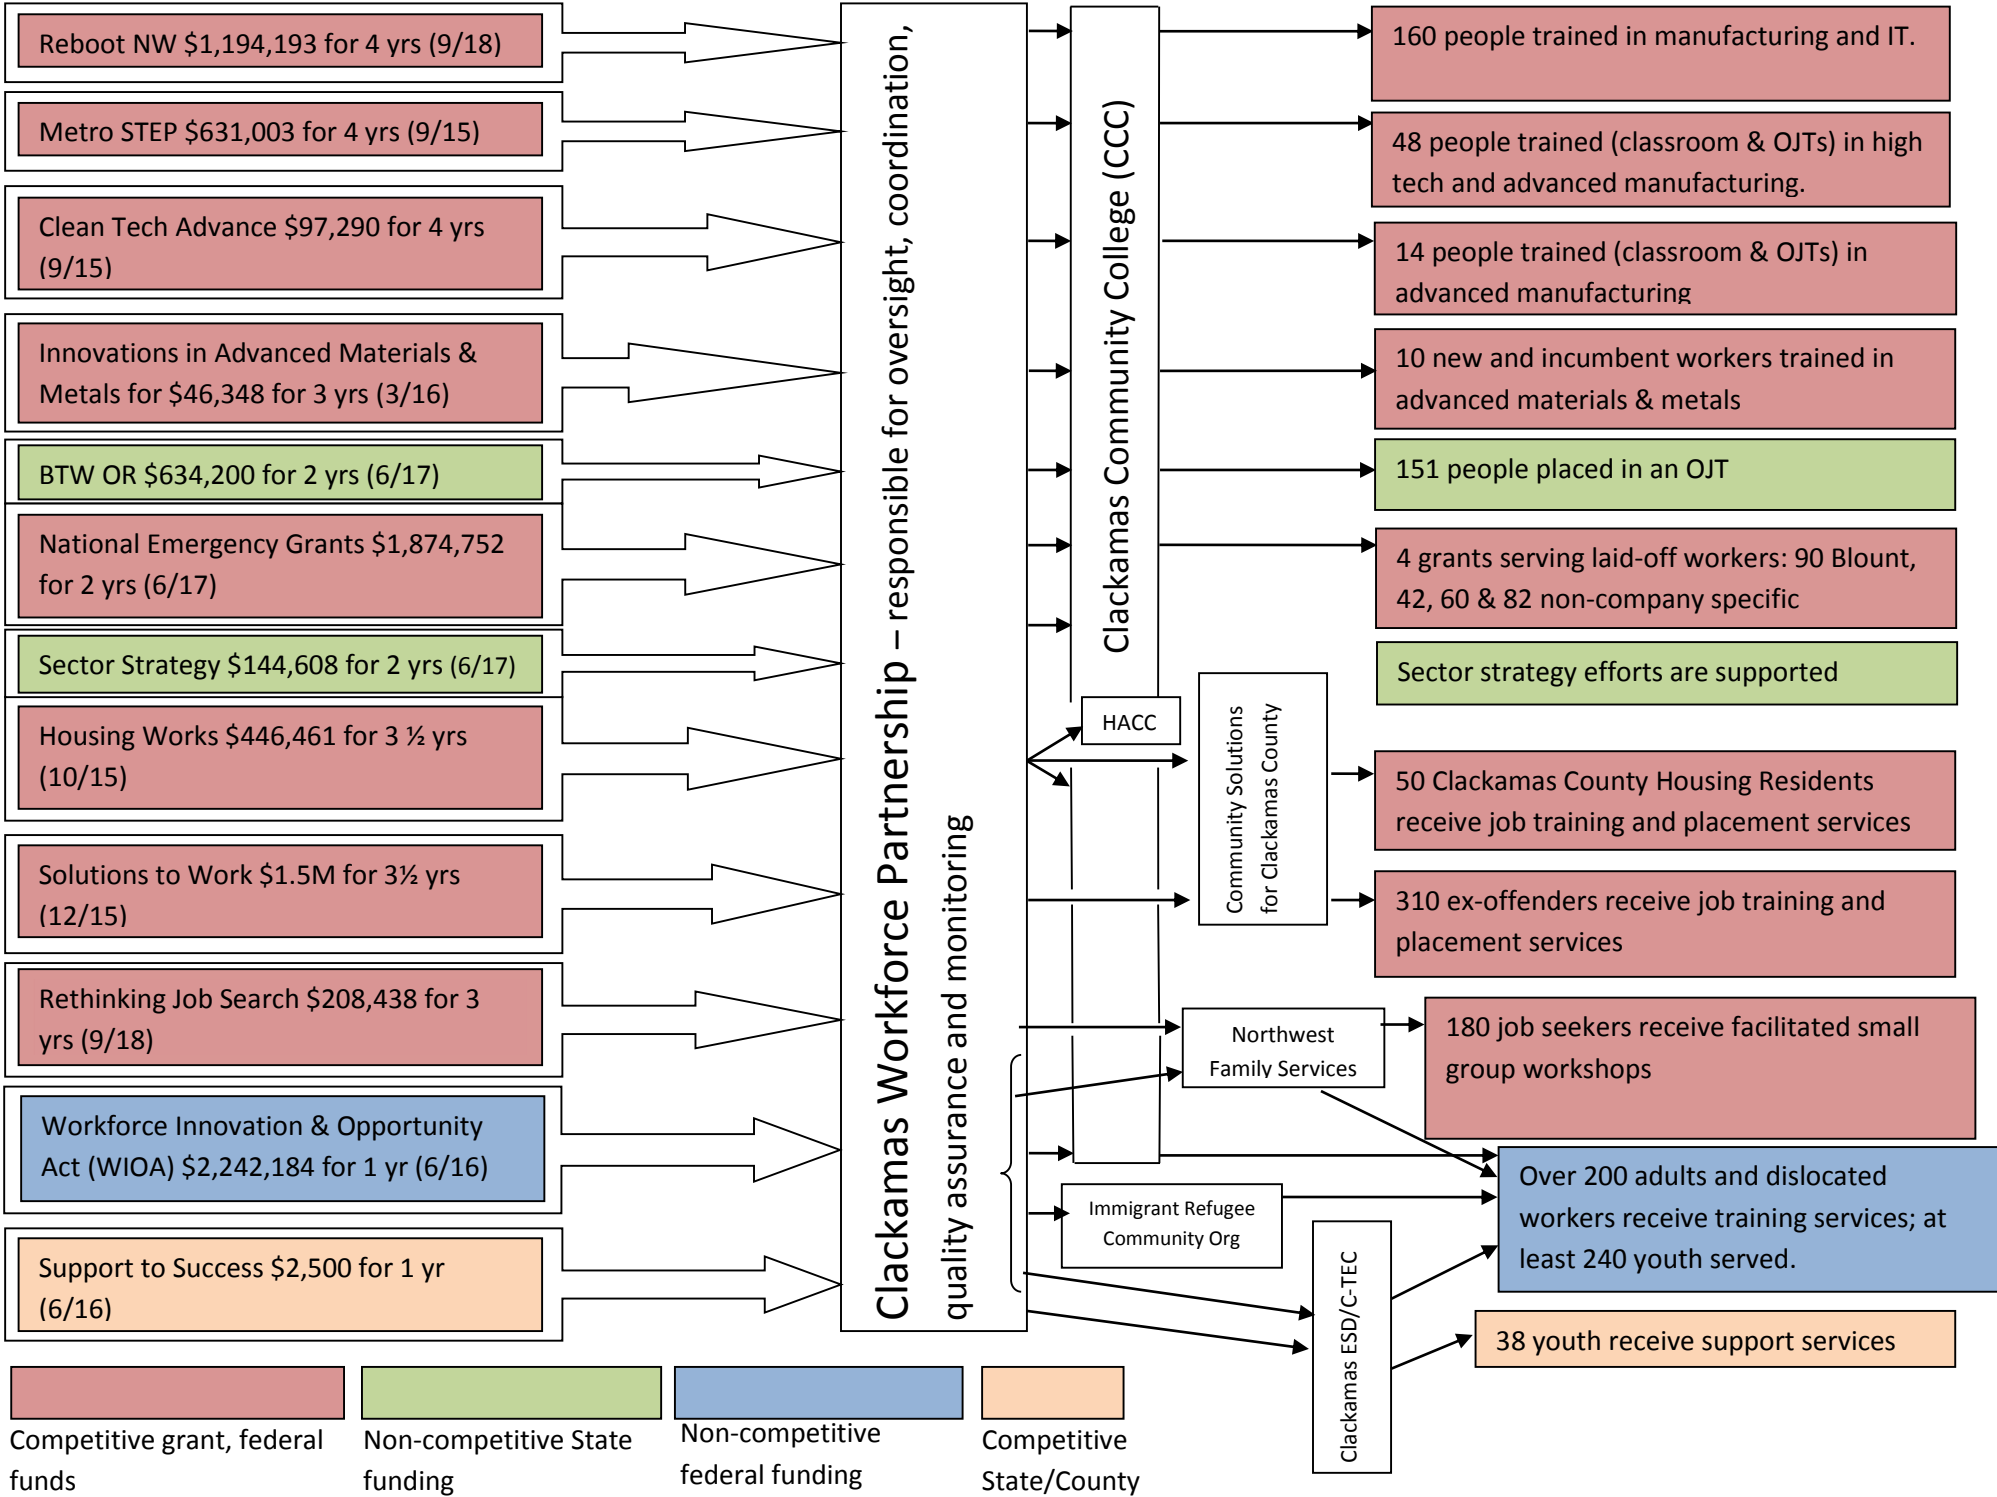 Reboot NW $1,194,193 for 4 yrs (9/18)
Metro STEP $631,003 for 4 yrs (9/15)
Clean Tech Advance $97,290 for 4 yrs
(9/15)
Innovations in Advanced Materials &
Metals for $46,348 for 3 yrs (3/16)
BTW OR $634,200 for 2 yrs (6/17)
National Emergency Grants $1,874,752
for 2 yrs (6/17)
Sector Strategy $144,608 for 2 yrs (6/17)
Housing Works $446,461 for 3 ½ yrs
(10/15)
Solutions to Work $1.5M for 3½ yrs
(12/15)
Rethinking Job Search $208,438 for 3
yrs (9/18)
Workforce Innovation & Opportunity
Act (WIOA) $2,242,184 for 1 yr (6/16)
Support to Success $2,500 for 1 yr
(6/16)
Clackamas Workforce Partnership – responsible for oversight, coordination,
quality assurance and monitoring
Clackamas Community College (CCC)
HACC
Community Solutions
for Clackamas County
Northwest
Family Services
Immigrant Refugee
Community Org
Clackamas ESD/C-TEC
160 people trained in manufacturing and IT.
48 people trained (classroom & OJTs) in high
tech and advanced manufacturing.
14 people trained (classroom & OJTs) in
advanced manufacturing
10 new and incumbent workers trained in
advanced materials & metals
151 people placed in an OJT
4 grants serving laid-off workers: 90 Blount,
42, 60 & 82 non-company specific
Sector strategy efforts are supported
50 Clackamas County Housing Residents
receive job training and placement services
310 ex-offenders receive job training and
placement services
180 job seekers receive facilitated small
group workshops
Over 200 adults and dislocated
workers receive training services; at
least 240 youth served.
38 youth receive support services
Competitive grant, federal
funds
Non-competitive State
funding
Non-competitive
federal funding
Competitive
State/County